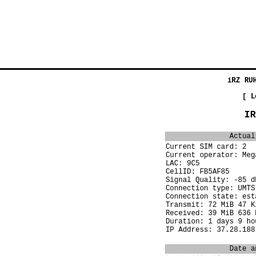 iRZ RUH
[ L
IR
Actual
Current SIM card: 2
Current operator: Mega
LAC: 9C5
CellID: FB5AF85
Signal Quality: -85 d
Connection type: UMTS
Connection state: est
Transmit: 72 MiB 47 K
Received: 39 MiB 636
Duration: 1 days 9 ho
IP Address: 37.28.188
Date a